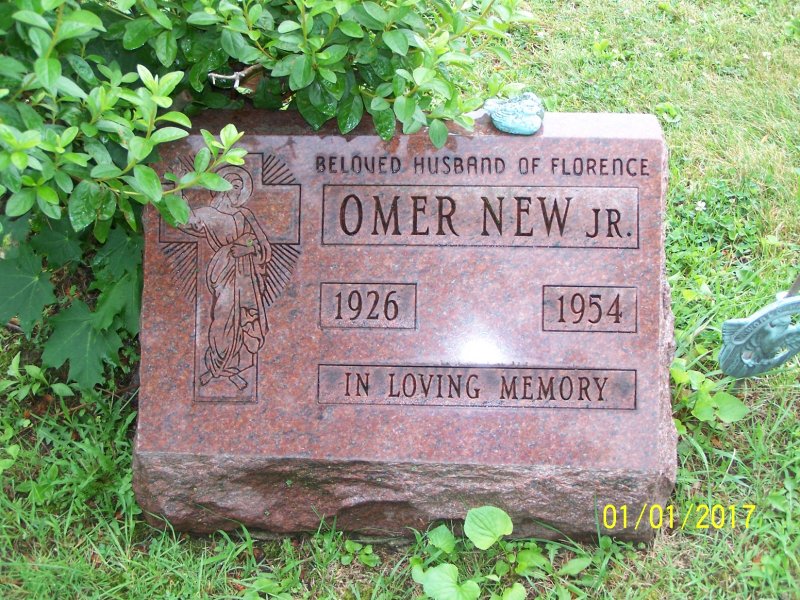 BELOVED HUSBAND OF FLORENCE
OMER NEW JR.
1926 1954
IN LOVING MEMORY
01/01/2017